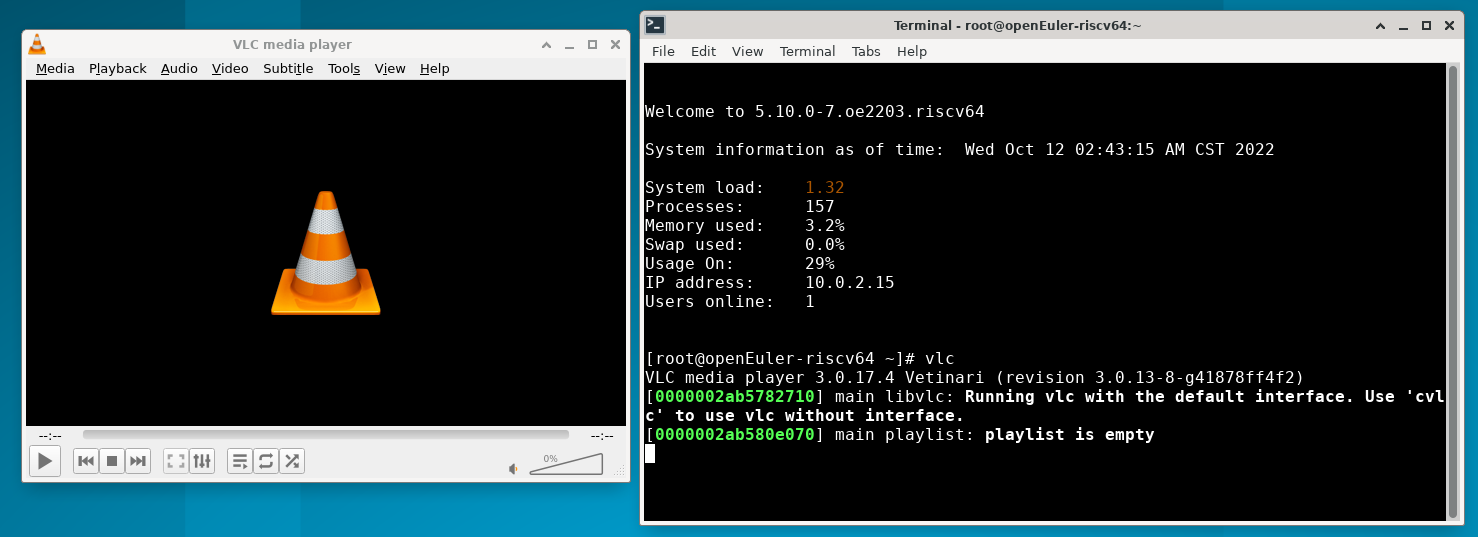 VLC media player
Media Playback Audio Video Subtitle Tools View Help
--:-- --:--
0%
Terminal - root@openEuler-riscv64:~
File Edit View Terminal Tabs Help
Welcome to 5.10.0-7.oe2203.riscv64
System information as of time:  Wed Oct 12 02:43:15 AM CST 2022
System load:    1.32
Processes:      157
Memory used:    3.2%
Swap used:      0.0%
Usage On:       29%
IP address:     10.0.2.15
Users online:   1
[root@openEuler-riscv64 ~]# vlc
VLC media player 3.0.17.4 Vetinari (revision 3.0.13-8-g41878ff4f2)
[0000002ab5782710] main libvlc: Running vlc with the default interface. Use 'cvl
c' to use vlc without interface.
[0000002ab580e070] main playlist: playlist is empty